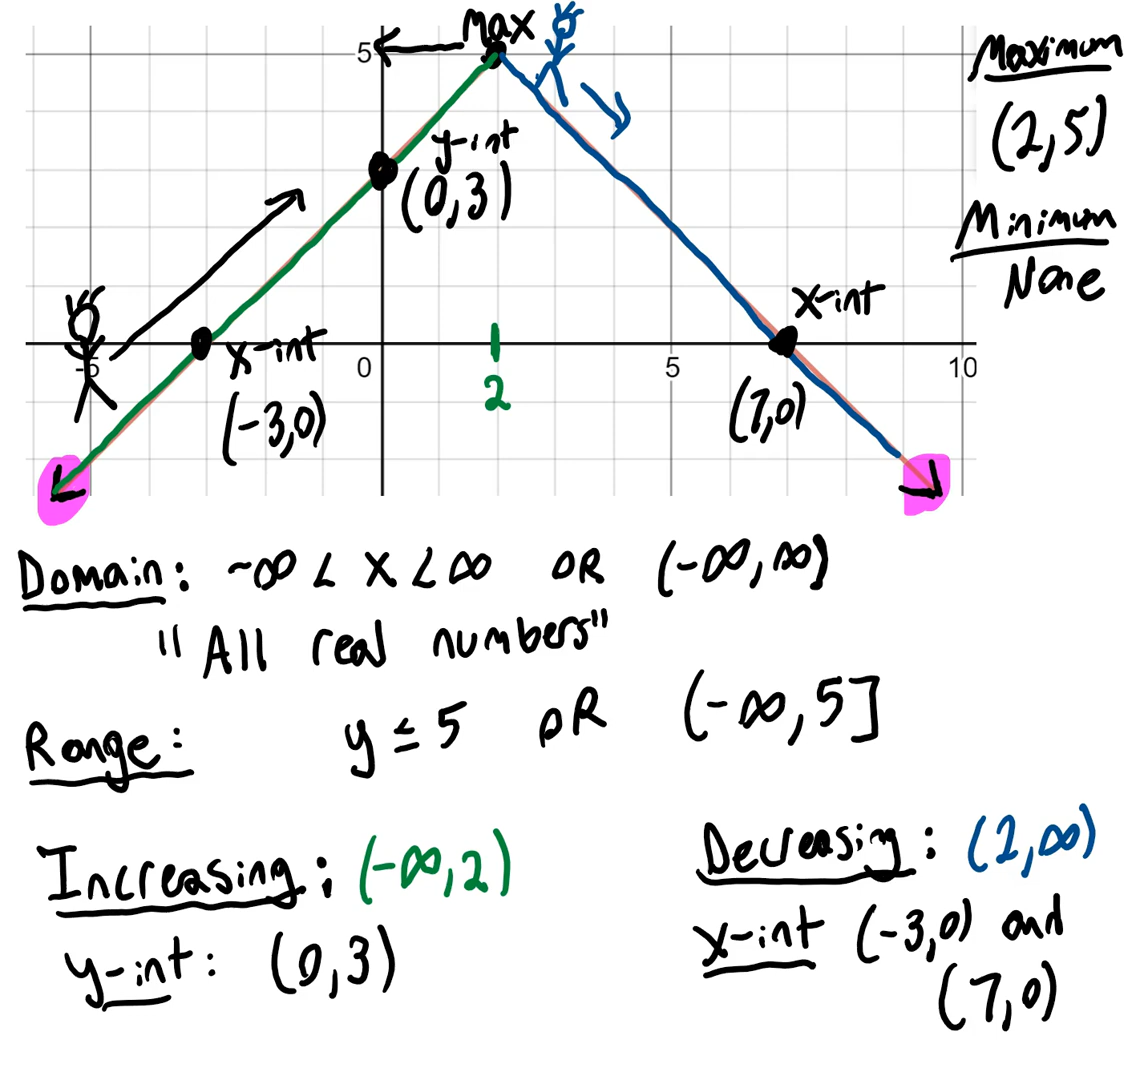 Max
5
Maximum
(2,5)
y-int
(0,3)
Minimum
None
x-int
-5
x-int
0
5
10
2
(-3,0)
(7,0)
Domain: -∞ < x < ∞ OR (-∞,∞)
"All real numbers"
Range: y ≤ 5 OR (-∞,5]
Increasing: (-∞,2)
Decreasing: (2,∞)
y-int: (0,3)
x-int (-3,0) and
(7,0)